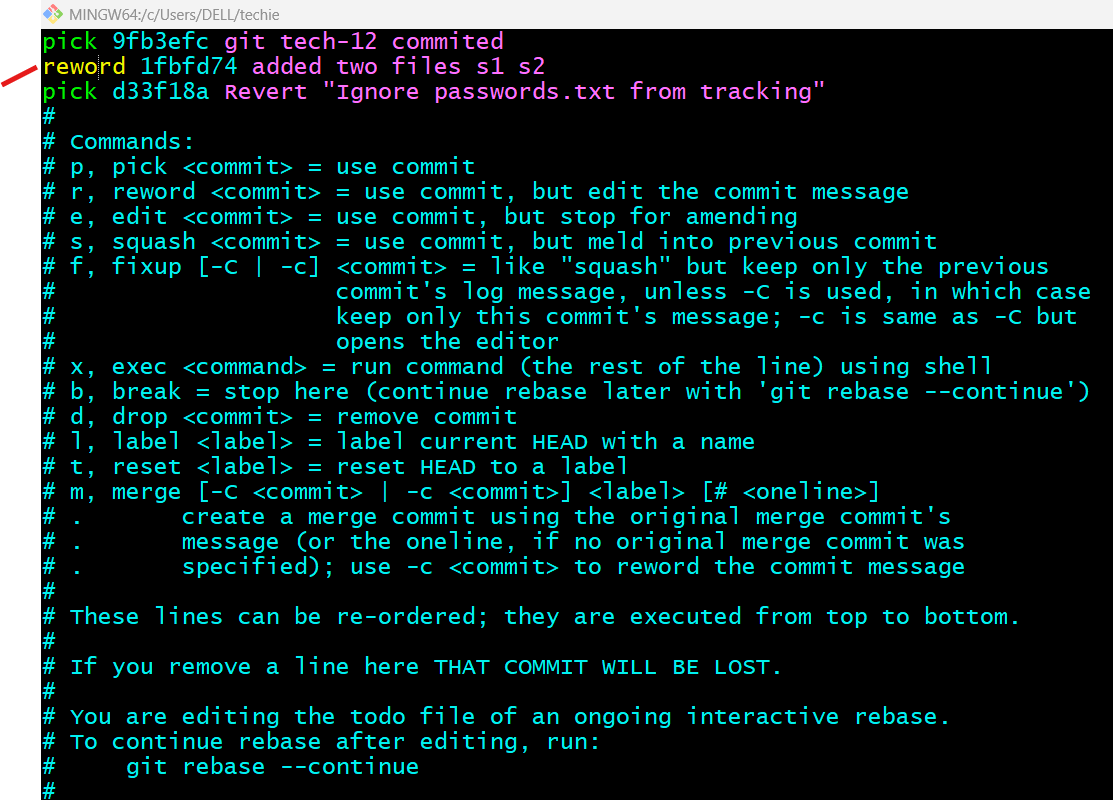 MINGW64:/c/Users/DELL/techie
pick 9fb3efc git tech-12 commited
reword 1fbfd74 added two files s1 s2
pick d33f18a Revert "Ignore passwords.txt from tracking"
#
# Commands:
# p, pick <commit> = use commit
# r, reword <commit> = use commit, but edit the commit message
# e, edit <commit> = use commit, but stop for amending
# s, squash <commit> = use commit, but meld into previous commit
# f, fixup [-C | -c] <commit> = like "squash" but keep only the previous
#                    commit's log message, unless -C is used, in which case
#                    keep only this commit's message; -c is same as -C but
#                    opens the editor
# x, exec <command> = run command (the rest of the line) using shell
# b, break = stop here (continue rebase later with 'git rebase --continue')
# d, drop <commit> = remove commit
# l, label <label> = label current HEAD with a name
# t, reset <label> = reset HEAD to a label
# m, merge [-C <commit> | -c <commit>] <label> [# <oneline>]
# .       create a merge commit using the original merge commit's
# .       message (or the oneline, if no original merge commit was
# .       specified); use -c <commit> to reword the commit message
#
# These lines can be re-ordered; they are executed from top to bottom.
#
# If you remove a line here THAT COMMIT WILL BE LOST.
#
# You are editing the todo file of an ongoing interactive rebase.
# To continue rebase after editing, run:
#     git rebase --continue
#